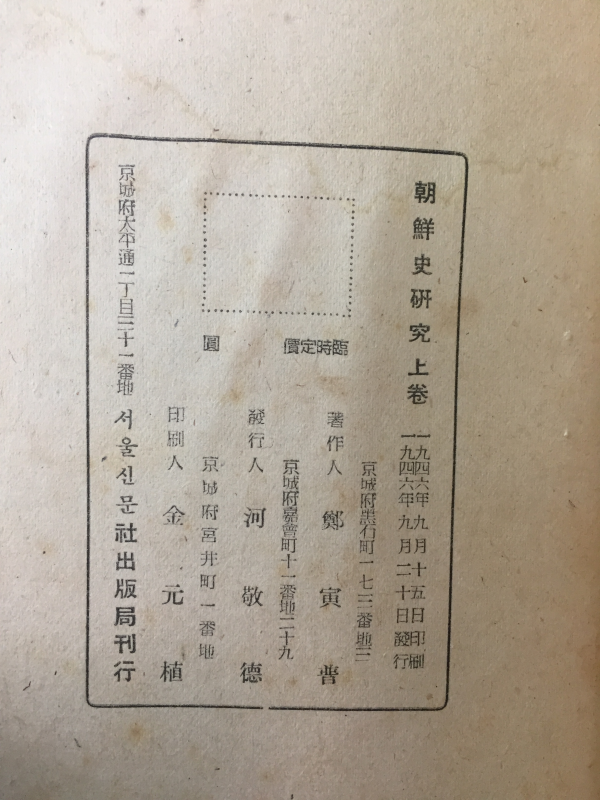 朝鮮史研究上卷
一九四六年九月十五日印刷
一九四六年九月二十日發行
臨時定價 圓
京城府黑石町一七三番地三
著作人 鄭寅普
京城府嘉會町十一番地二十九
發行人 河敬德
京城府宮井町一番地
印刷人 金元植
京城府太平通一丁目三十一番地
서울신문社出版局刊行